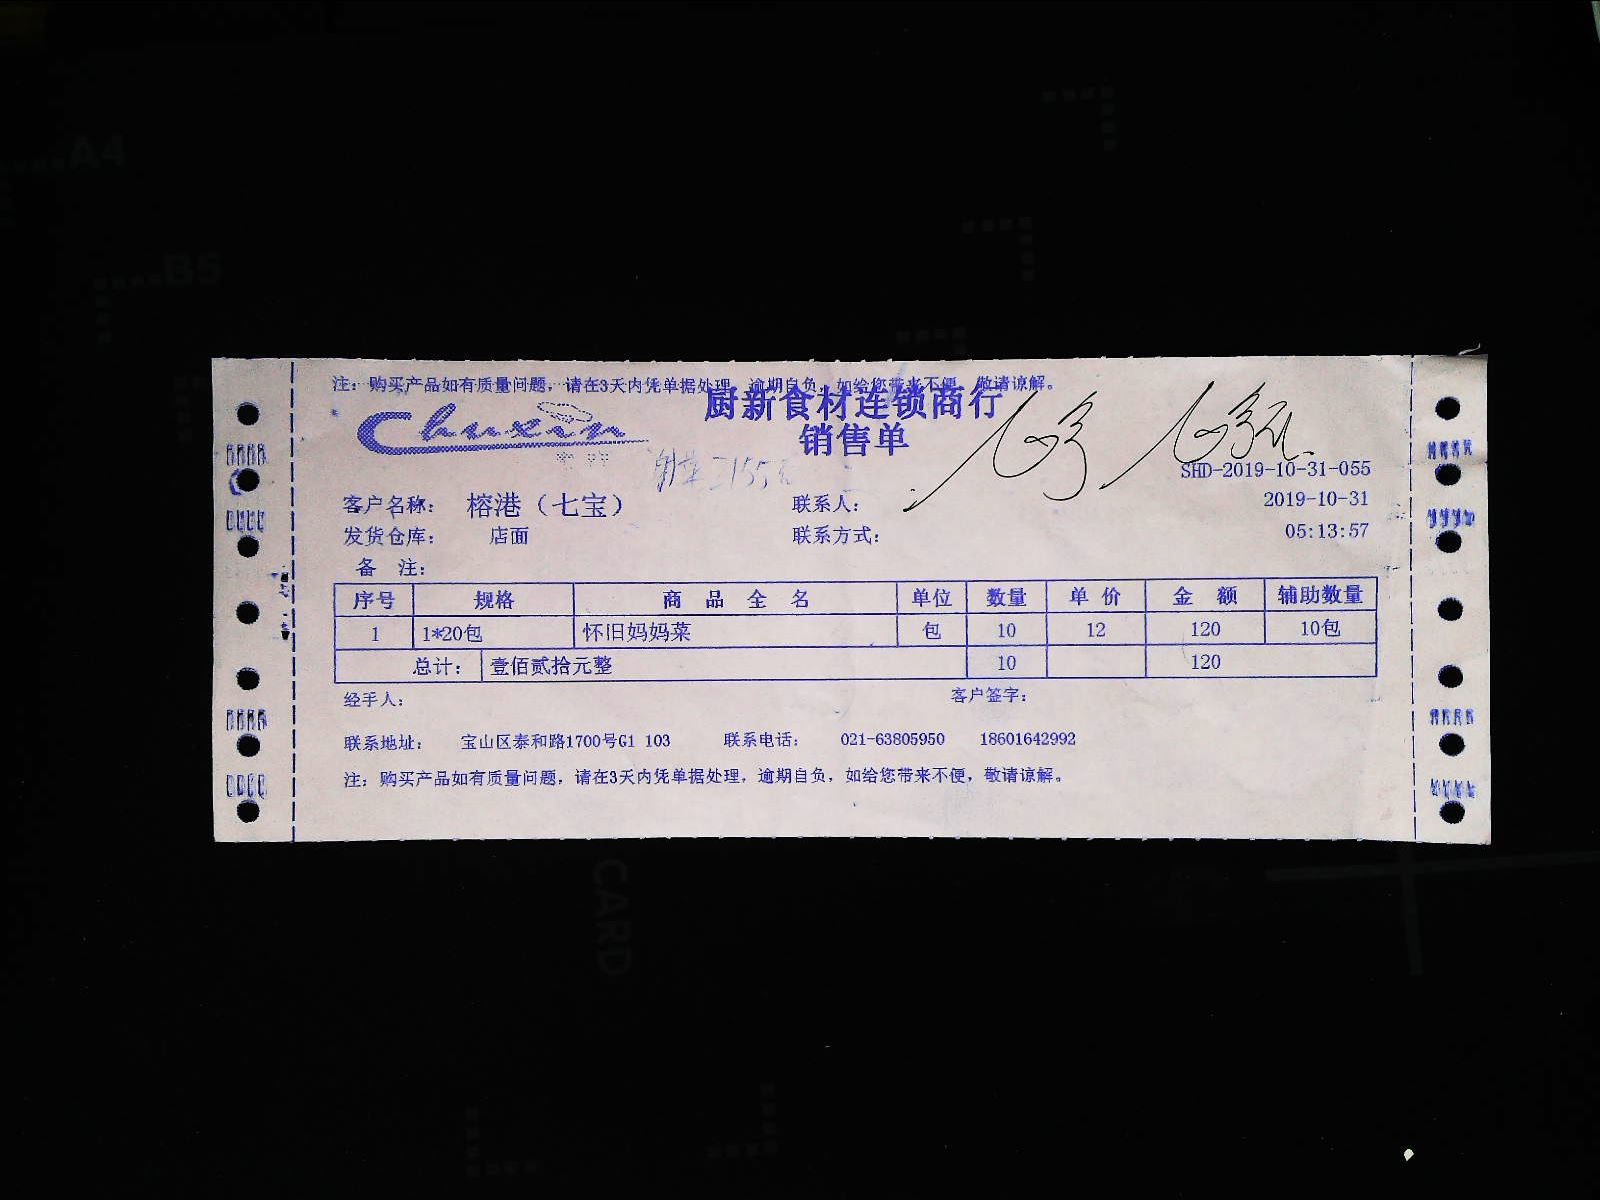 注：购买产品如有质量问题，请在3天内凭单据处理，逾期自负，如给您带来不便，敬请谅解。
Chuxin
厨新食材连锁商行
销售单
SHD-2019-10-31-055
客户名称： 榕港（七宝） 联系人： 2019-10-31
发货仓库： 店面 联系方式： 05:13:57
备 注：
序号 规格 商品全名 单位 数量 单价 金额 辅助数量
1 1*20包 怀旧妈妈菜 包 10 12 120 10包
总计： 壹佰贰拾元整 10 120
经手人： 客户签字：
联系地址： 宝山区泰和路1700号G1 103 联系电话： 021-63805950 18601642992
注：购买产品如有质量问题，请在3天内凭单据处理，逾期自负，如给您带来不便，敬请谅解。
A4
B5
CARD